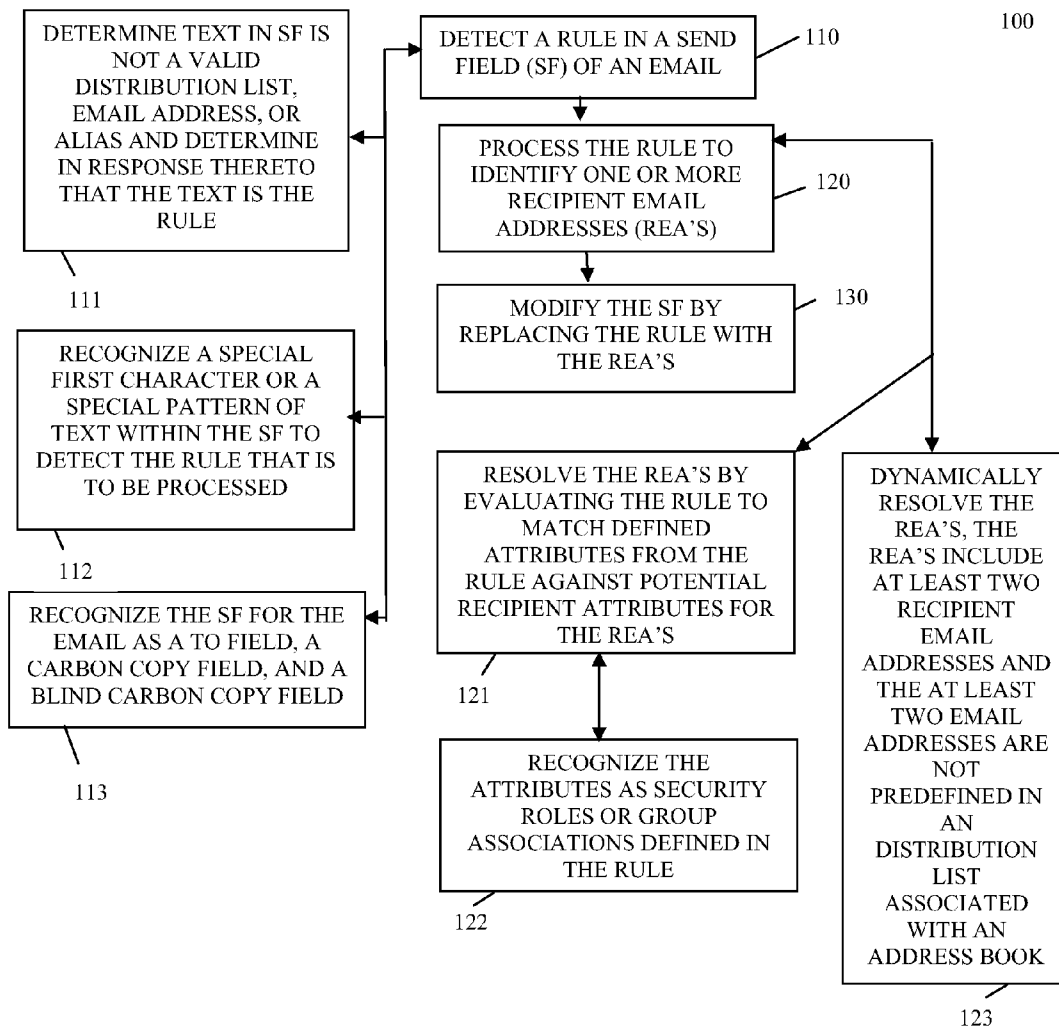 100
DETECT A RULE IN A SEND
FIELD (SF) OF AN EMAIL
110
PROCESS THE RULE TO
IDENTIFY ONE OR MORE
RECIPIENT EMAIL
ADDRESSES (REA'S)
120
MODIFY THE SF BY
REPLACING THE RULE WITH
THE REA'S
130
DETERMINE TEXT IN SF IS
NOT A VALID
DISTRIBUTION LIST,
EMAIL ADDRESS, OR
ALIAS AND DETERMINE
IN RESPONSE THERETO
THAT THE TEXT IS THE
RULE
111
RECOGNIZE A SPECIAL
FIRST CHARACTER OR A
SPECIAL PATTERN OF
TEXT WITHIN THE SF TO
DETECT THE RULE THAT IS
TO BE PROCESSED
112
RECOGNIZE THE SF FOR THE
EMAIL AS A TO FIELD, A
CARBON COPY FIELD, AND A
BLIND CARBON COPY FIELD
113
RESOLVE THE REA'S BY
EVALUATING THE RULE TO
MATCH DEFINED
ATTRIBUTES FROM THE
RULE AGAINST POTENTIAL
RECIPIENT ATTRIBUTES FOR
THE REA'S
121
RECOGNIZE THE
ATTRIBUTES AS SECURITY
ROLES OR GROUP
ASSOCIATIONS DEFINED IN
THE RULE
122
DYNAMICALLY
RESOLVE THE
REA'S, THE
REA'S INCLUDE
AT LEAST TWO
RECIPIENT
EMAIL
ADDRESSES AND
THE AT LEAST
TWO EMAIL
ADDRESSES ARE
NOT
PREDEFINED IN
AN
DISTRIBUTION
LIST
ASSOCIATED
WITH AN
ADDRESS BOOK
123